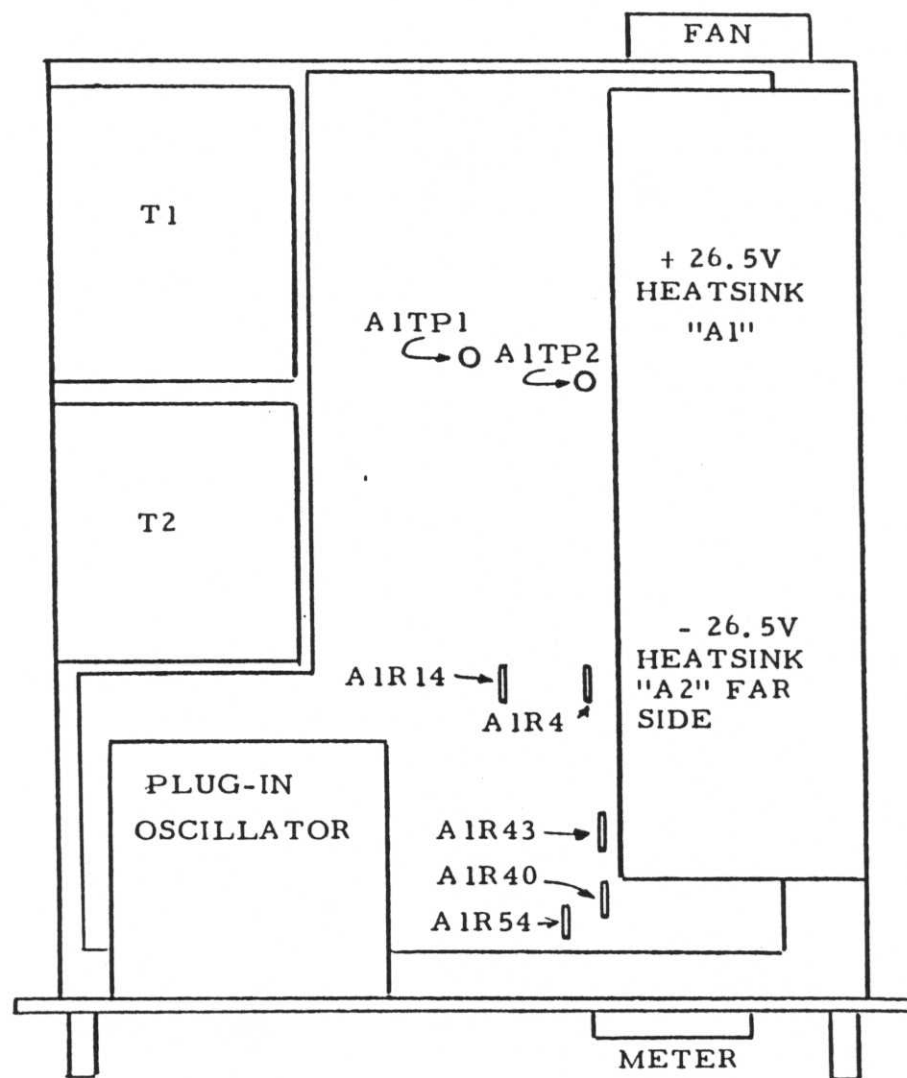 FAN
T1
+ 26.5V
HEATSINK
"A1"
A1TP1
A1TP2
T2
- 26.5V
HEATSINK
"A2" FAR
SIDE
A1R14
A1R4
PLUG-IN
OSCILLATOR
A1R43
A1R40
A1R54
METER